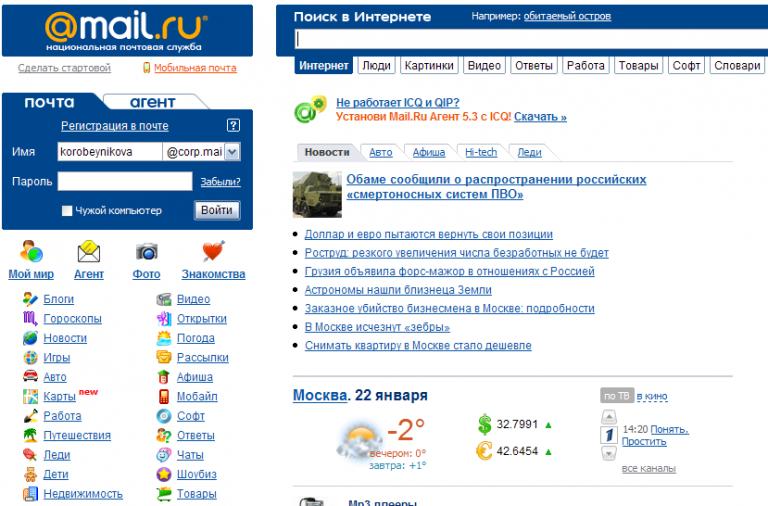 @mail.ru®
национальная почтовая служба
Сделать стартовой
Мобильная почта
почта
агент
Регистрация в почте
?
Имя
korobeynikova
@corp.mai
Пароль
Забыли?
Чужой компьютер
Войти
Мой мир
Агент
Фото
Знакомства
Блоги
Видео
Гороскопы
Открытки
Новости
Погода
Игры
Рассылки
Авто
Афиша
Карты new
Мобайл
Работа
Софт
Путешествия
Ответы
Леди
Чаты
Дети
Шоубиз
Недвижимость
Товары
Поиск в Интернете
Например: обитаемый остров
Интернет
Люди
Картинки
Видео
Ответы
Работа
Товары
Софт
Словари
Не работает ICQ и QIP?
Установи Mail.Ru Агент 5.3 с ICQ! Скачать »
Новости
Авто
Афиша
Hi-tech
Леди
Обаме сообщили о распространении российских
«смертоносных систем ПВО»
Доллар и евро пытаются вернуть свои позиции
Роструд: резкого увеличения числа безработных не будет
Грузия объявила форс-мажор в отношениях с Россией
Астрономы нашли близнеца Земли
Заказное убийство бизнесмена в Москве: подробности
В Москве исчезнут «зебры»
Снимать квартиру в Москве стало дешевле
Москва. 22 января
-2°
вечером: 0°
завтра: +1°
$ 32.7991 ▲
€ 42.6454 ▲
по ТВ
в кино
1
14:20 Понять.
Простить
все каналы
Mp3 плееры